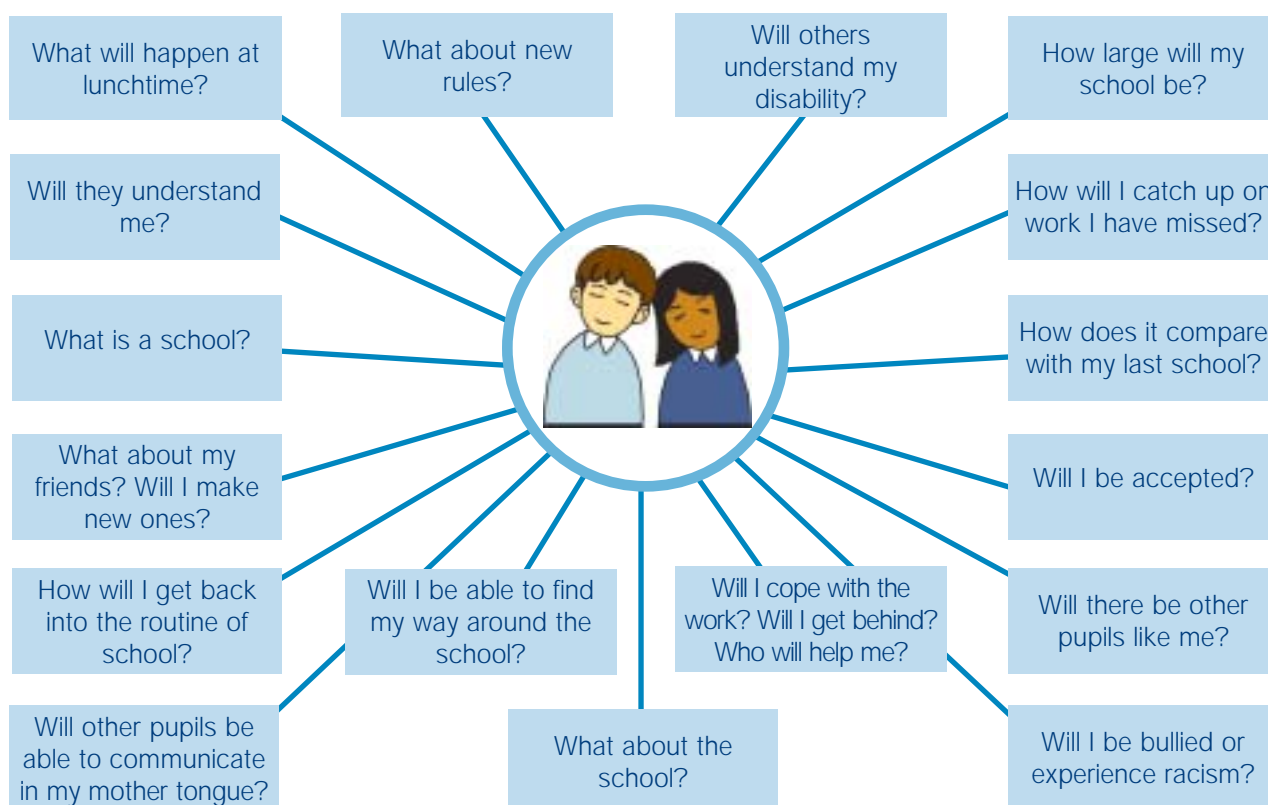 What will happen at
lunchtime?
What about new
rules?
Will others
understand my
disability?
How large will my
school be?
Will they understand
me?
How will I catch up on
work I have missed?
What is a school?
How does it compare
with my last school?
What about my
friends? Will I make
new ones?
Will I be accepted?
How will I get back
into the routine of
school?
Will I be able to find
my way around the
school?
Will I cope with the
work? Will I get behind?
Who will help me?
Will there be other
pupils like me?
Will other pupils be
able to communicate
in my mother tongue?
What about the
school?
Will I be bullied or
experience racism?